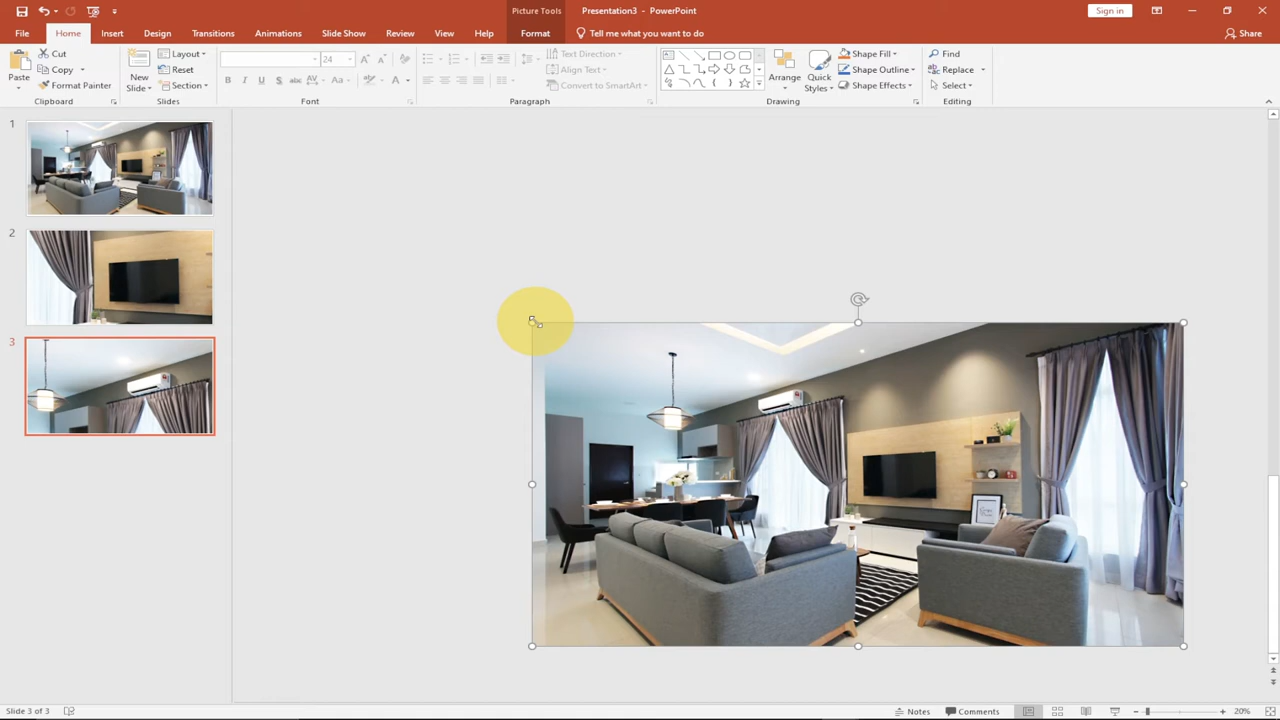 Picture Tools
Presentation3 — PowerPoint
Sign in
File
Home
Insert
Design
Transitions
Animations
Slide Show
Review
View
Help
Format
Tell me what you want to do
Share
Paste
Cut
Copy
Format Painter
Clipboard
New Slide
Layout
Reset
Section
Slides
24
B I U S abc AV Aa A
Font
Text Direction
Align Text
Convert to SmartArt
Paragraph
Arrange
Quick Styles
Shape Fill
Shape Outline
Shape Effects
Drawing
Find
Replace
Select
Editing
1
2
3
Slide 3 of 3
Notes
Comments
20%